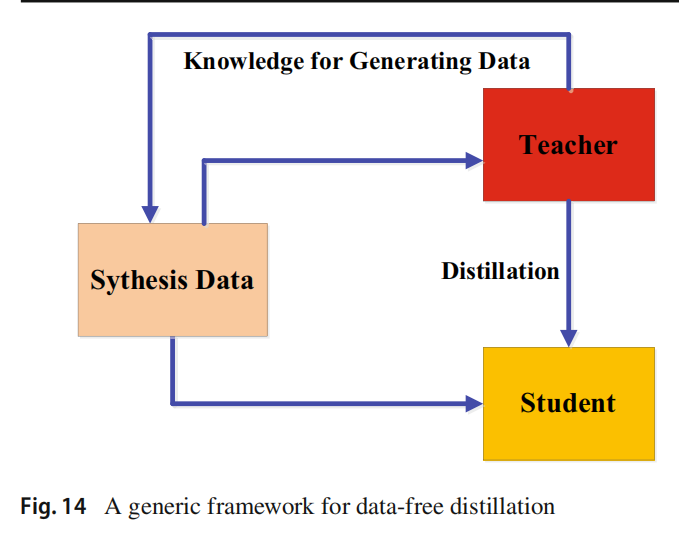 Knowledge for Generating Data
Teacher
Sythesis Data
Distillation
Student
Fig. 14 A generic framework for data-free distillation